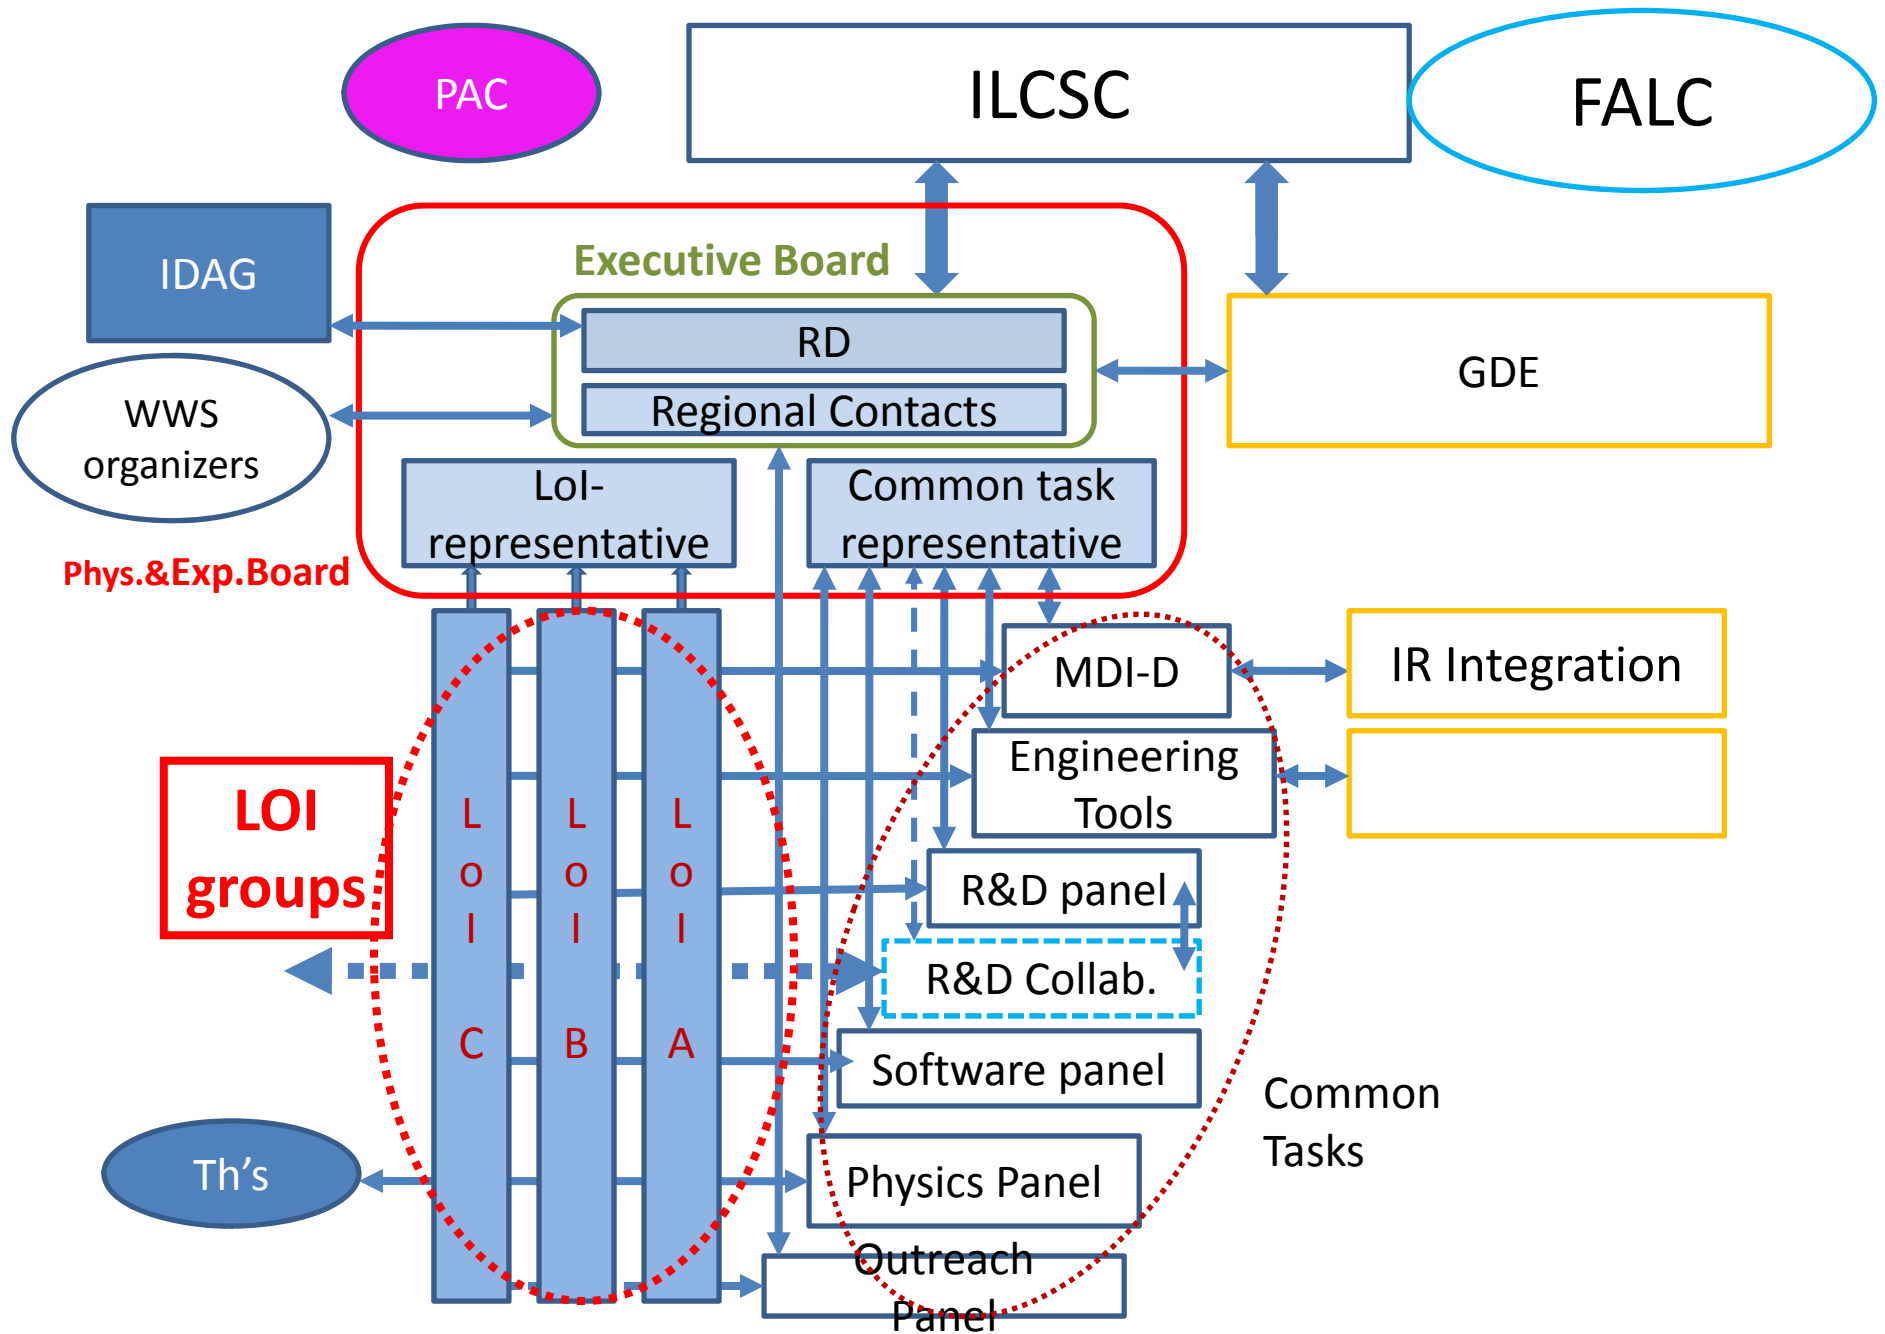 PAC
ILCSC
FALC
IDAG
Executive Board
RD
Regional Contacts
GDE
WWS
organizers
LoI-
representative
Common task
representative
Phys.&Exp.Board
MDI-D
IR Integration
Engineering
Tools
LOI
groups
L
o
I
C
L
o
I
B
L
o
I
A
R&D panel
R&D Collab.
Software panel
Common
Tasks
Th’s
Physics Panel
Outreach
Panel